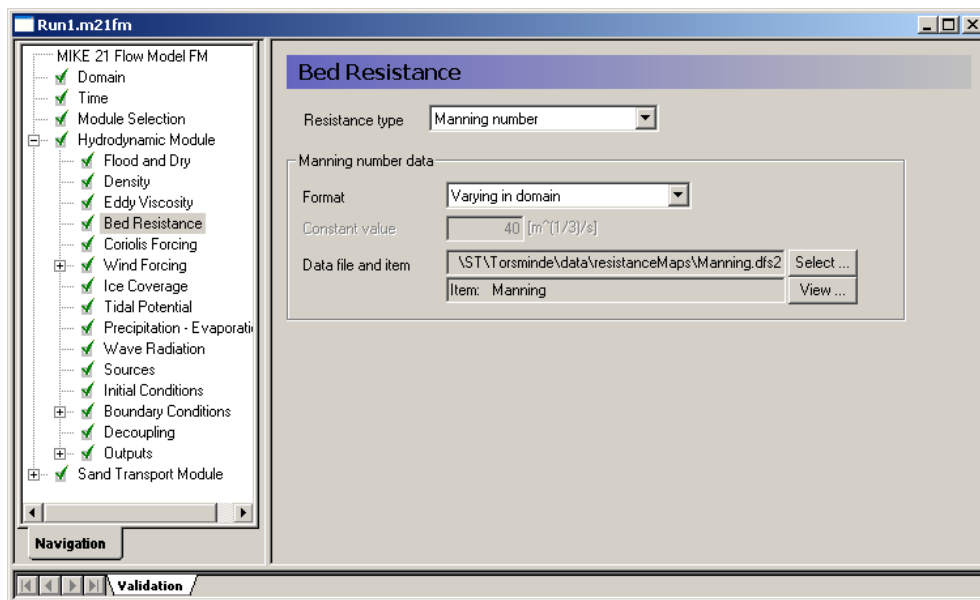 Run1.m21fm
MIKE 21 Flow Model FM
Domain
Time
Module Selection
Hydrodynamic Module
Flood and Dry
Density
Eddy Viscosity
Bed Resistance
Coriolis Forcing
Wind Forcing
Ice Coverage
Tidal Potential
Precipitation - Evaporati
Wave Radiation
Sources
Initial Conditions
Boundary Conditions
Decoupling
Outputs
Sand Transport Module
Navigation
Bed Resistance
Resistance type Manning number
Manning number data
Format Varying in domain
Constant value 40 [m^(1/3)/s]
Data file and item \ST\Torsminde\data\resistanceMaps\Manning.dfs2 Select ...
Item: Manning View ...
Validation